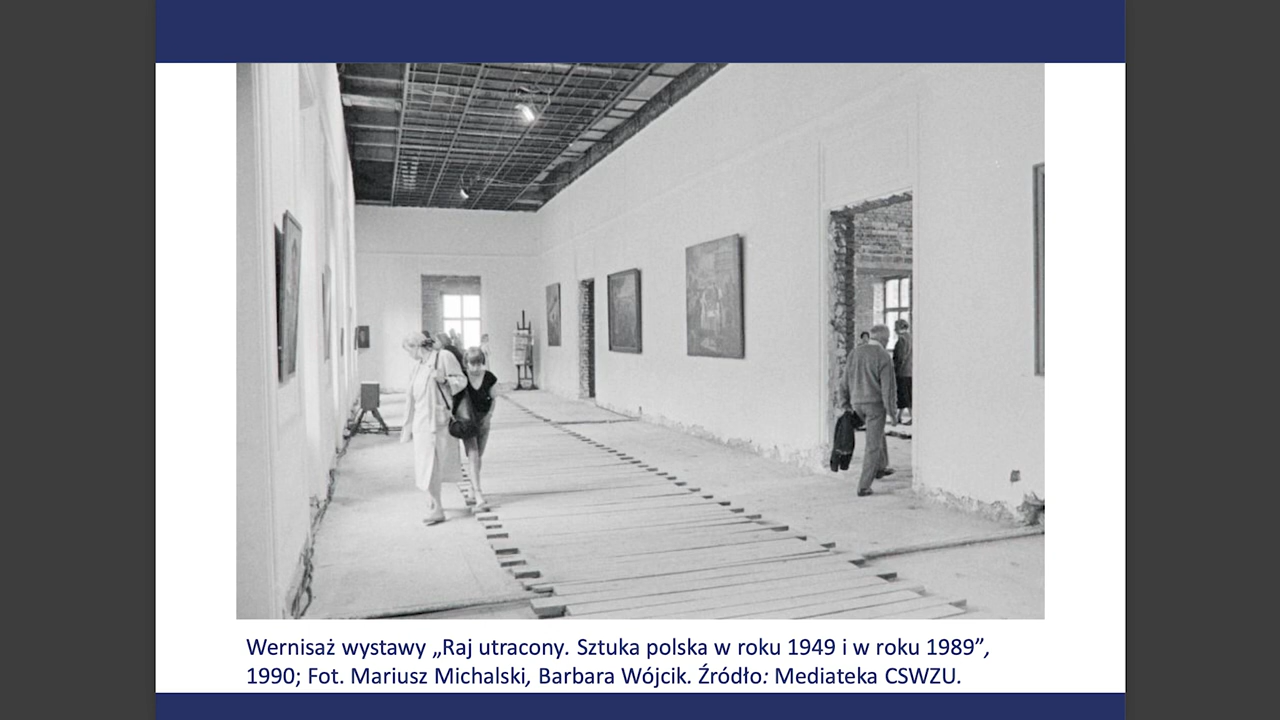 Wernisaż wystawy „Raj utracony. Sztuka polska w roku 1949 i w roku 1989”,
1990; Fot. Mariusz Michalski, Barbara Wójcik. Źródło: Mediateka CSWZU.